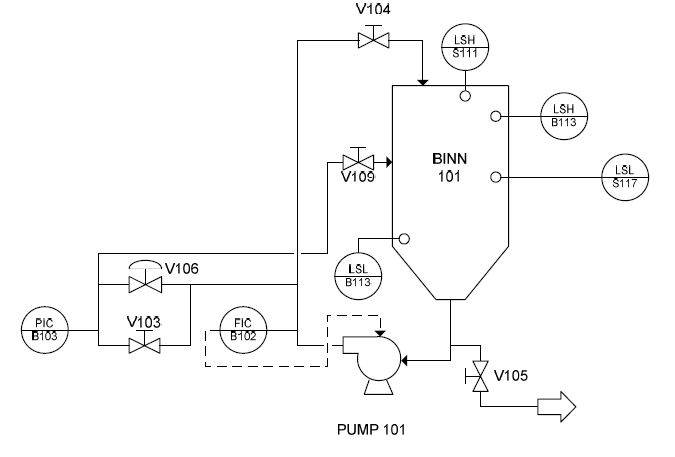 V104
LSH
S111
LSH
B113
BINN
101
V109
LSL
S117
V106
LSL
B113
PIC
B103
V103
FIC
B102
V105
PUMP 101